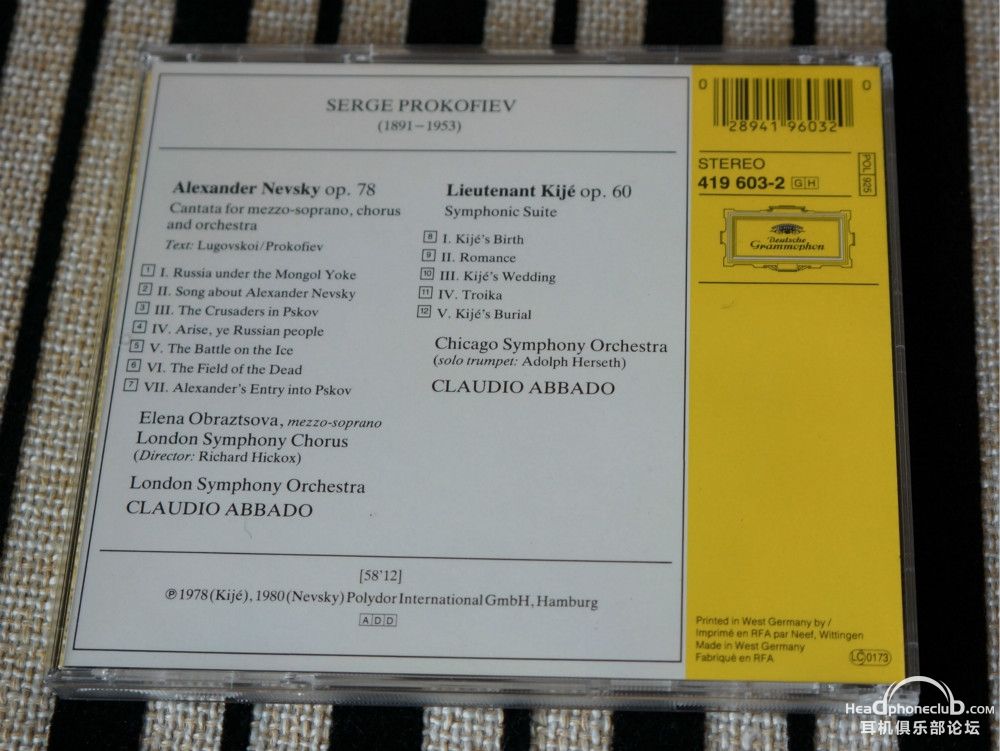 SERGE PROKOFIEV
(1891–1953)
Alexander Nevsky op. 78
Cantata for mezzo-soprano, chorus
and orchestra
Text: Lugovskoi/Prokofiev
1 I. Russia under the Mongol Yoke
2 II. Song about Alexander Nevsky
3 III. The Crusaders in Pskov
4 IV. Arise, ye Russian people
5 V. The Battle on the Ice
6 VI. The Field of the Dead
7 VII. Alexander's Entry into Pskov
Elena Obraztsova, mezzo-soprano
London Symphony Chorus
(Director: Richard Hickox)
London Symphony Orchestra
CLAUDIO ABBADO
Lieutenant Kijé op. 60
Symphonic Suite
8 I. Kijé's Birth
9 II. Romance
10 III. Kijé's Wedding
11 IV. Troika
12 V. Kijé's Burial
Chicago Symphony Orchestra
(solo trumpet: Adolph Herseth)
CLAUDIO ABBADO
[58'12]
℗ 1978 (Kijé), 1980 (Nevsky) Polydor International GmbH, Hamburg
ADD
0 28941 96032 0
STEREO
419 603-2 GH
POL 925
Deutsche
Grammophon
Printed in West Germany by /
Imprimé en RFA par Neef, Wittingen
Made in West Germany
Fabriqué en RFA
LC 0173
Headphoneclub.com
耳机俱乐部论坛